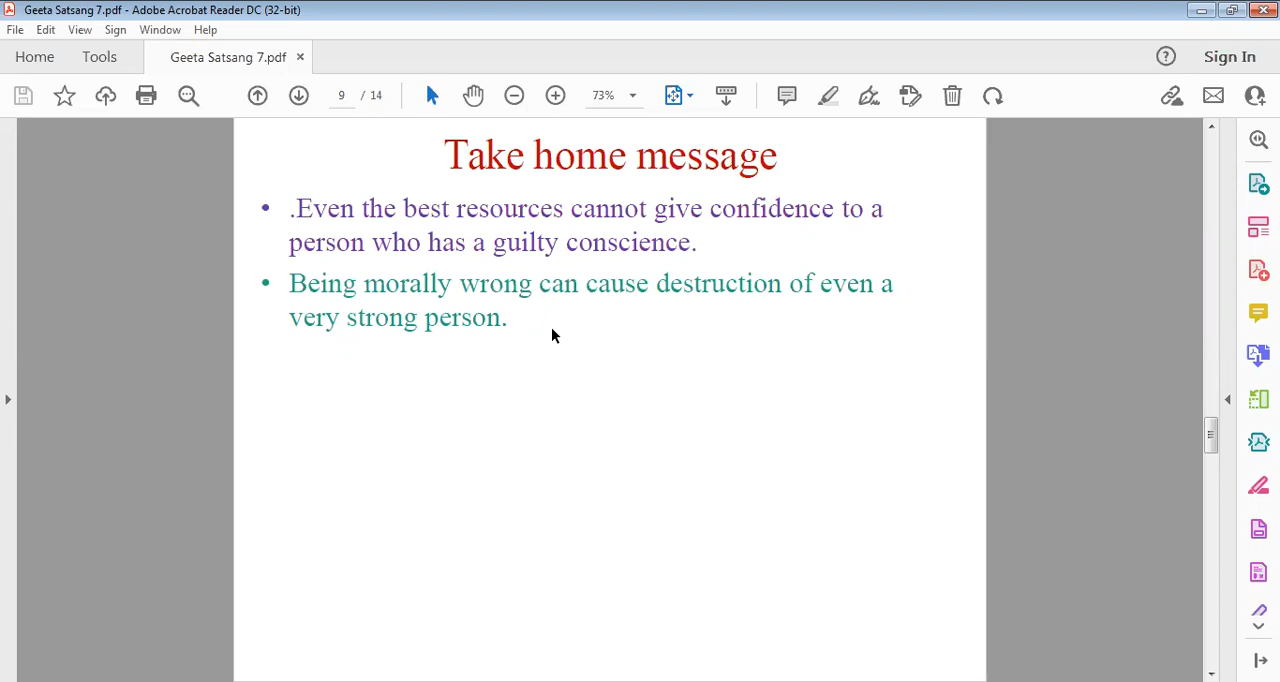 Geeta Satsang 7.pdf - Adobe Acrobat Reader DC (32-bit)
File Edit View Sign Window Help
Home Tools Geeta Satsang 7.pdf × Sign In
9 / 14 73%
Take home message
• .Even the best resources cannot give confidence to a
person who has a guilty conscience.
• Being morally wrong can cause destruction of even a
very strong person.